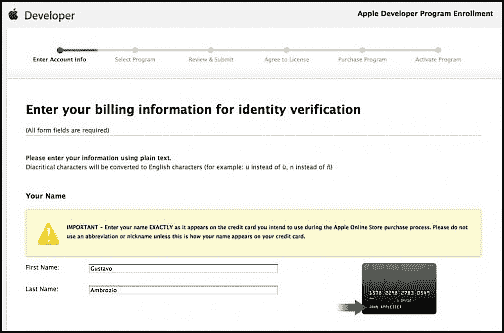 Developer
Apple Developer Program Enrollment
Enter Account Info
Select Program
Review & Submit
Agree to License
Purchase Program
Activate Program
Enter your billing information for identity verification
(All form fields are required)
Please enter your information using plain text.
Diacritical characters will be converted to English characters (for example: u instead of ü, n instead of ñ)
Your Name
IMPORTANT - Enter your name EXACTLY as it appears on the credit card you intend to use during the Apple Online Store purchase process. Please do not
use an abbreviation or nickname unless this is how your name appears on your credit card.
First Name:
Gustavo
Last Name:
Ambrozio
JOHN APPLESEED